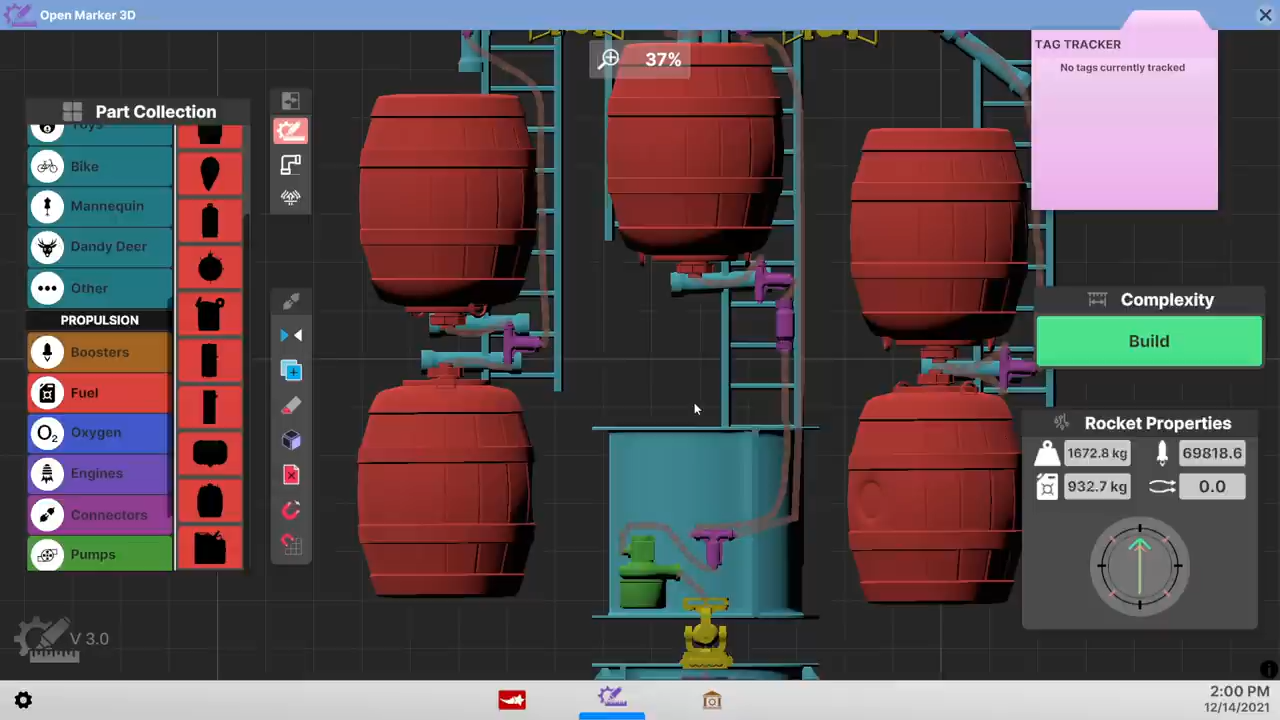 Open Marker 3D
37%
TAG TRACKER
No tags currently tracked
Part Collection
Toys
Bike
Mannequin
Dandy Deer
Other
PROPULSION
Boosters
Fuel
O2
Oxygen
Engines
Connectors
Pumps
Complexity
Build
Rocket Properties
1672.8 kg
69818.6
932.7 kg
0.0
V 3.0
2:00 PM
12/14/2021